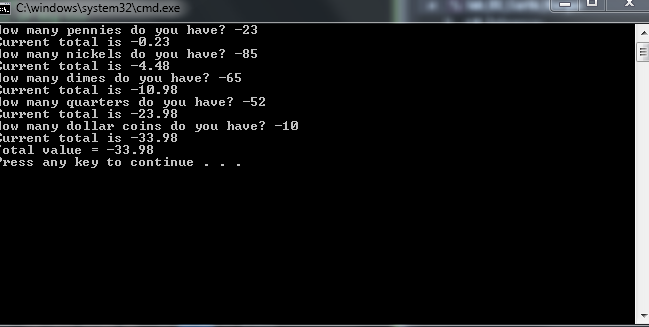 C:\windows\system32\cmd.exe
How many pennies do you have? -23
Current total is -0.23
How many nickels do you have? -85
Current total is -4.48
How many dimes do you have? -65
Current total is -10.98
How many quarters do you have? -52
Current total is -23.98
How many dollar coins do you have? -10
Current total is -33.98
Total value = -33.98
Press any key to continue . . .